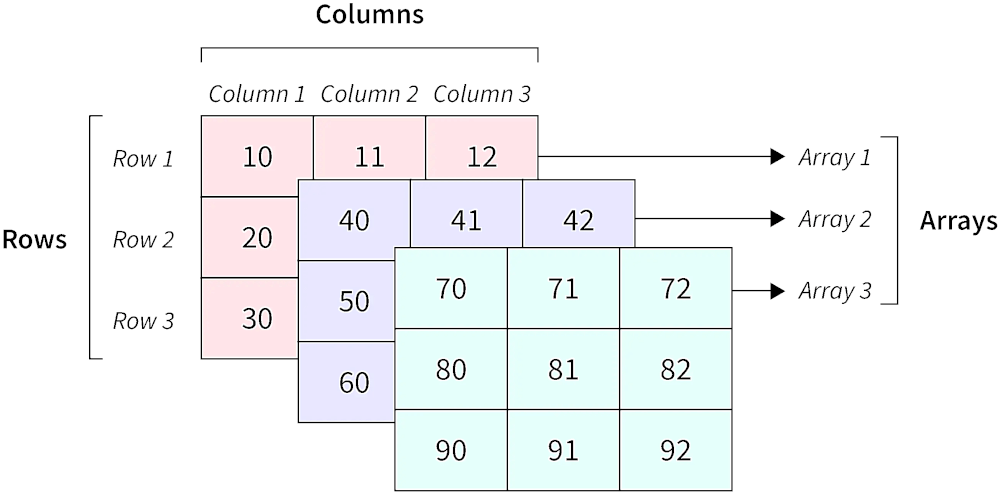 Columns
Column 1 Column 2 Column 3
Row 1 10 11 12 Array 1
40 41 42 Array 2
Rows Row 2 20 Arrays
70 71 72 Array 3
50
Row 3 30
80 81 82
60
90 91 92